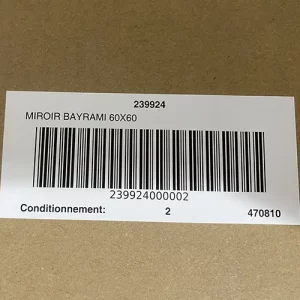 239924
MIROIR BAYRAMI 60X60
239924000002
Conditionnement: 2 470810